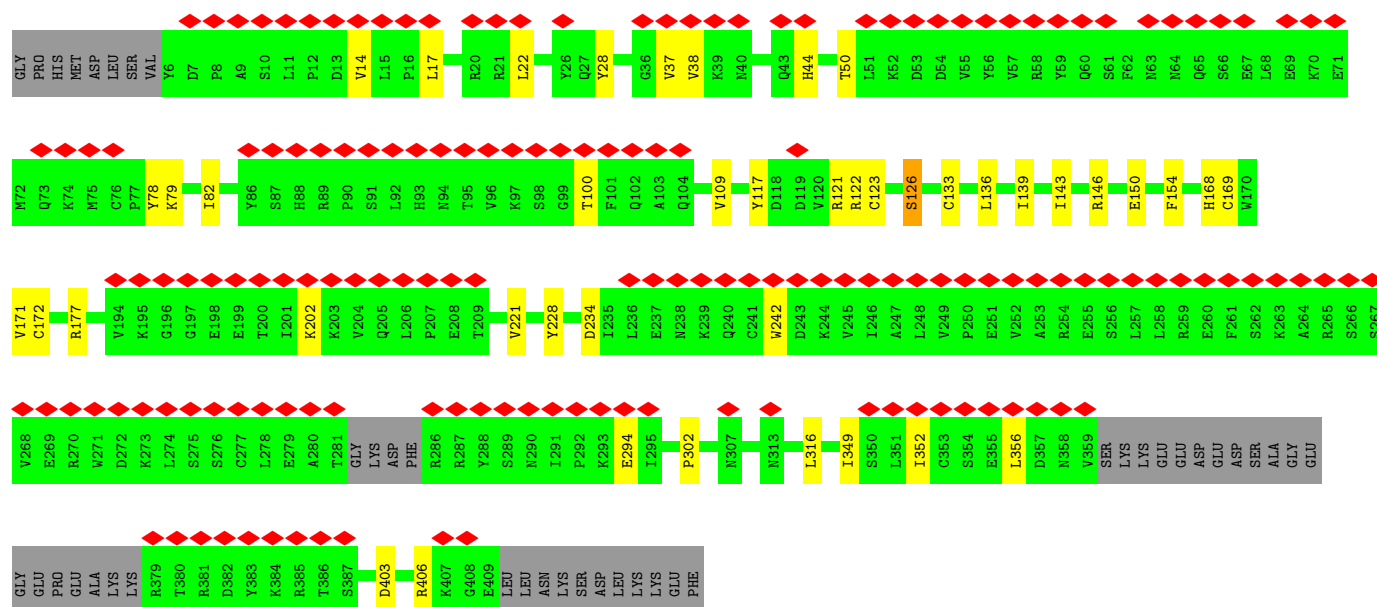 GLY PRO HIS MET ASP LEU SER VAL Y6 D7 P8 A9 S10 L11 P12 D13 V14 L15 P16 L17 R20 R21 L22 Y26 Q27 Y28 G36 V37 V38 K39 N40 Q43 H44 T50 L51 K52 D53 D54 V55 Y56 V57 R58 Y59 Q60 S61 F62 N63 N64 Q65 S66 E67 L68 E69 K70 E71
M72 Q73 K74 M75 C76 P77 Y78 K79 I82 Y86 S87 H88 R89 P90 S91 L92 H93 N94 T95 V96 K97 S98 G99 T100 F101 Q102 A103 Q104 V109 Y117 D118 D119 V120 R121 R122 C123 S126 C133 L136 I139 I143 R146 E150 F154 H168 C169 W170
V171 C172 R177 V194 K195 G196 G197 E198 E199 T200 I201 K202 K203 V204 Q205 L206 P207 E208 T209 V221 Y228 D234 I235 L236 E237 N238 K239 Q240 C241 W242 D243 K244 V245 I246 A247 L248 V249 P250 E251 V252 A253 R254 E255 S256 L257 L258 R259 E260 F261 S262 K263 A264 R265 S266 S267
V268 E269 R270 W271 D272 K273 L274 S275 S276 C277 L278 E279 A280 T281 GLY LYS ASP PHE R286 R287 Y288 S289 N290 I291 P292 K293 E294 I295 P302 N307 N313 L316 I349 S350 L351 I352 C353 S354 E355 L356 D357 N358 V359 SER LYS LYS GLU GLU ASP GLU ASP SER ALA GLY GLU
GLY GLU PRO GLU ALA LYS LYS R379 T380 R381 D382 Y383 K384 R385 T386 S387 D403 R406 K407 G408 E409 LEU LEU ASN LYS SER ASP LEU LYS LYS GLU PHE